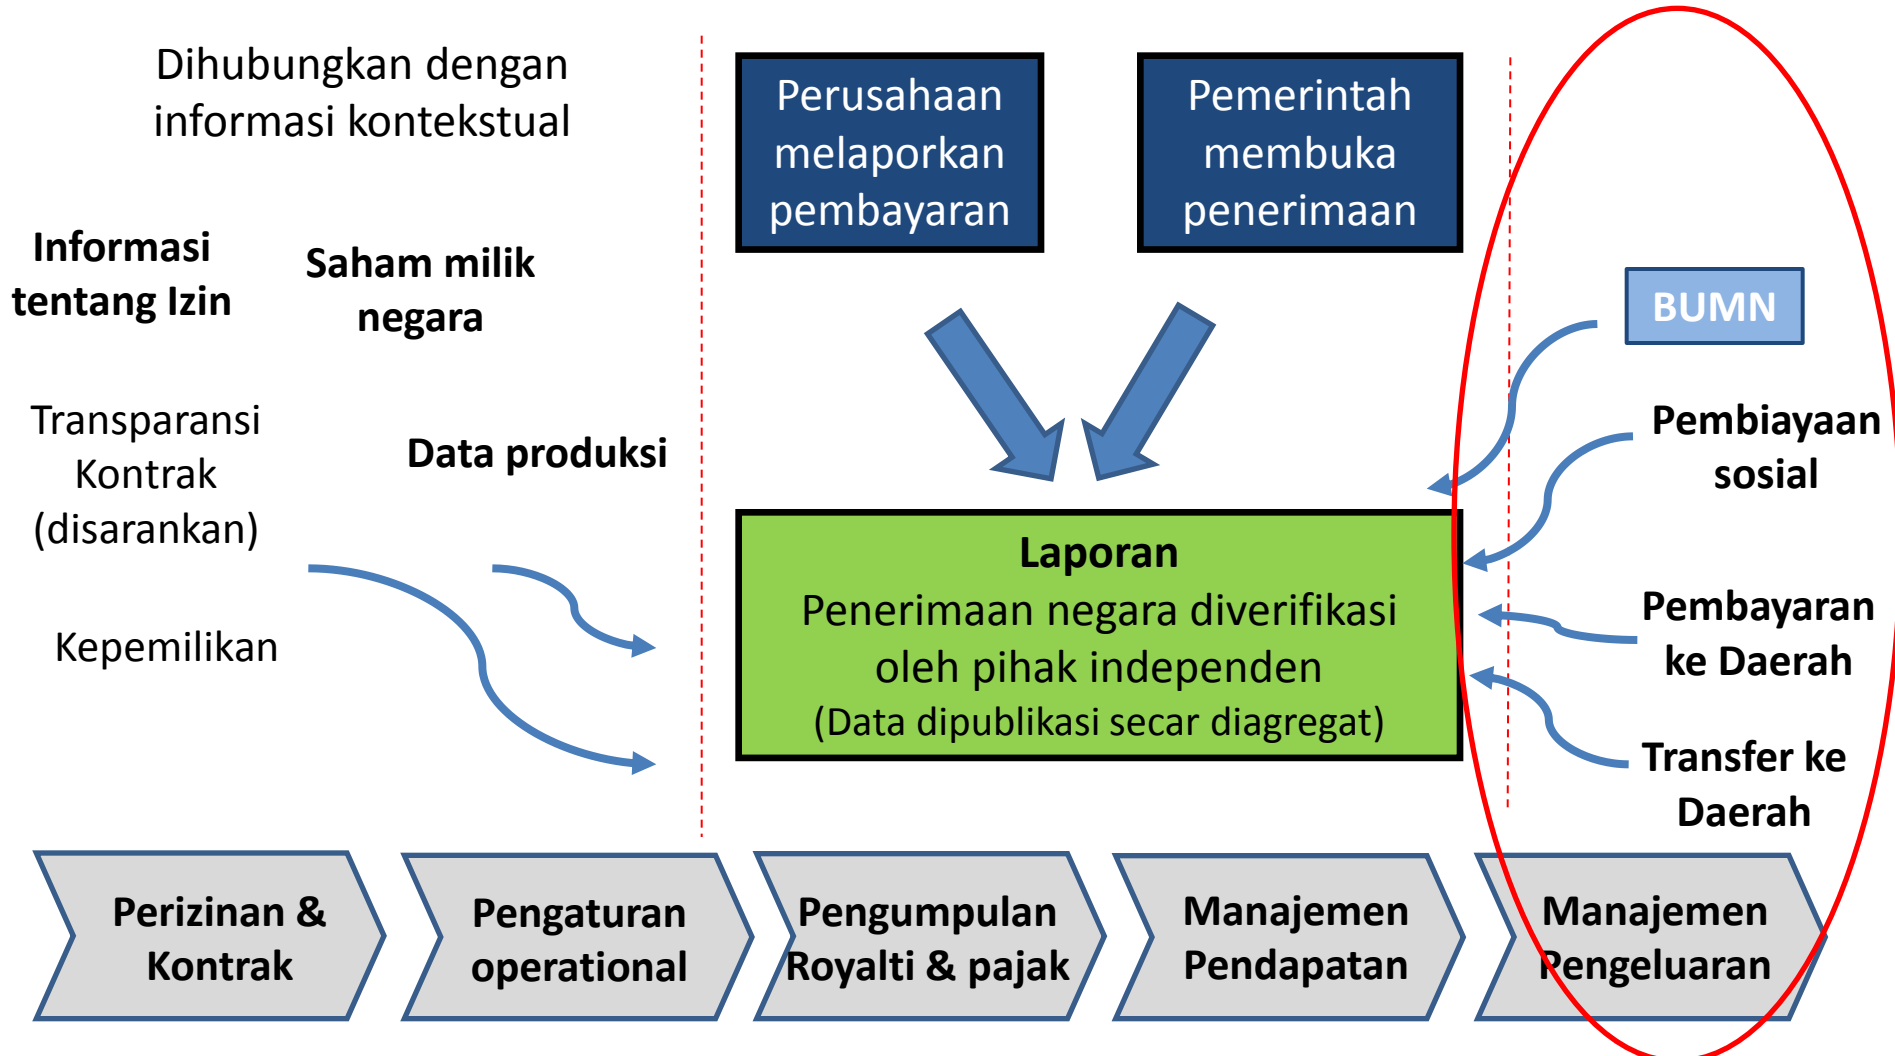 Dihubungkan dengan
informasi kontekstual
Informasi
tentang Izin
Saham milik
negara
Transparansi
Kontrak
(disarankan)
Data produksi
Kepemilikan
Perusahaan
melaporkan
pembayaran
Pemerintah
membuka
penerimaan
Laporan
Penerimaan negara diverifikasi
oleh pihak independen
(Data dipublikasi secar diagregat)
BUMN
Pembiayaan
sosial
Pembayaran
ke Daerah
Transfer ke
Daerah
Perizinan &
Kontrak
Pengaturan
operational
Pengumpulan
Royalti & pajak
Manajemen
Pendapatan
Manajemen
Pengeluaran